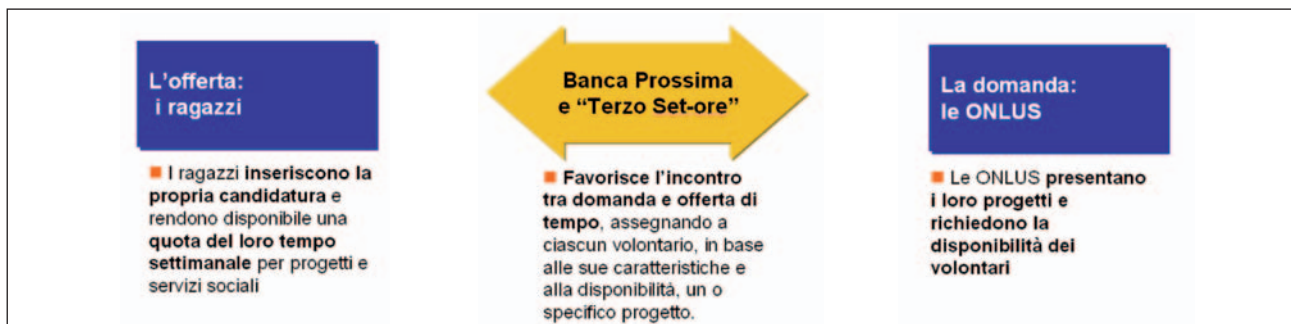 L'offerta:
i ragazzi
■ I ragazzi inseriscono la
propria candidatura e
rendono disponibile una
quota del loro tempo
settimanale per progetti e
servizi sociali
Banca Prossima
e "Terzo Set-ore"
■ Favorisce l'incontro
tra domanda e offerta di
tempo, assegnando a
ciascun volontario, in base
alle sue caratteristiche e
alla disponibilità, un o
specifico progetto.
La domanda:
le ONLUS
■ Le ONLUS presentano
i loro progetti e
richiedono la
disponibilità dei
volontari